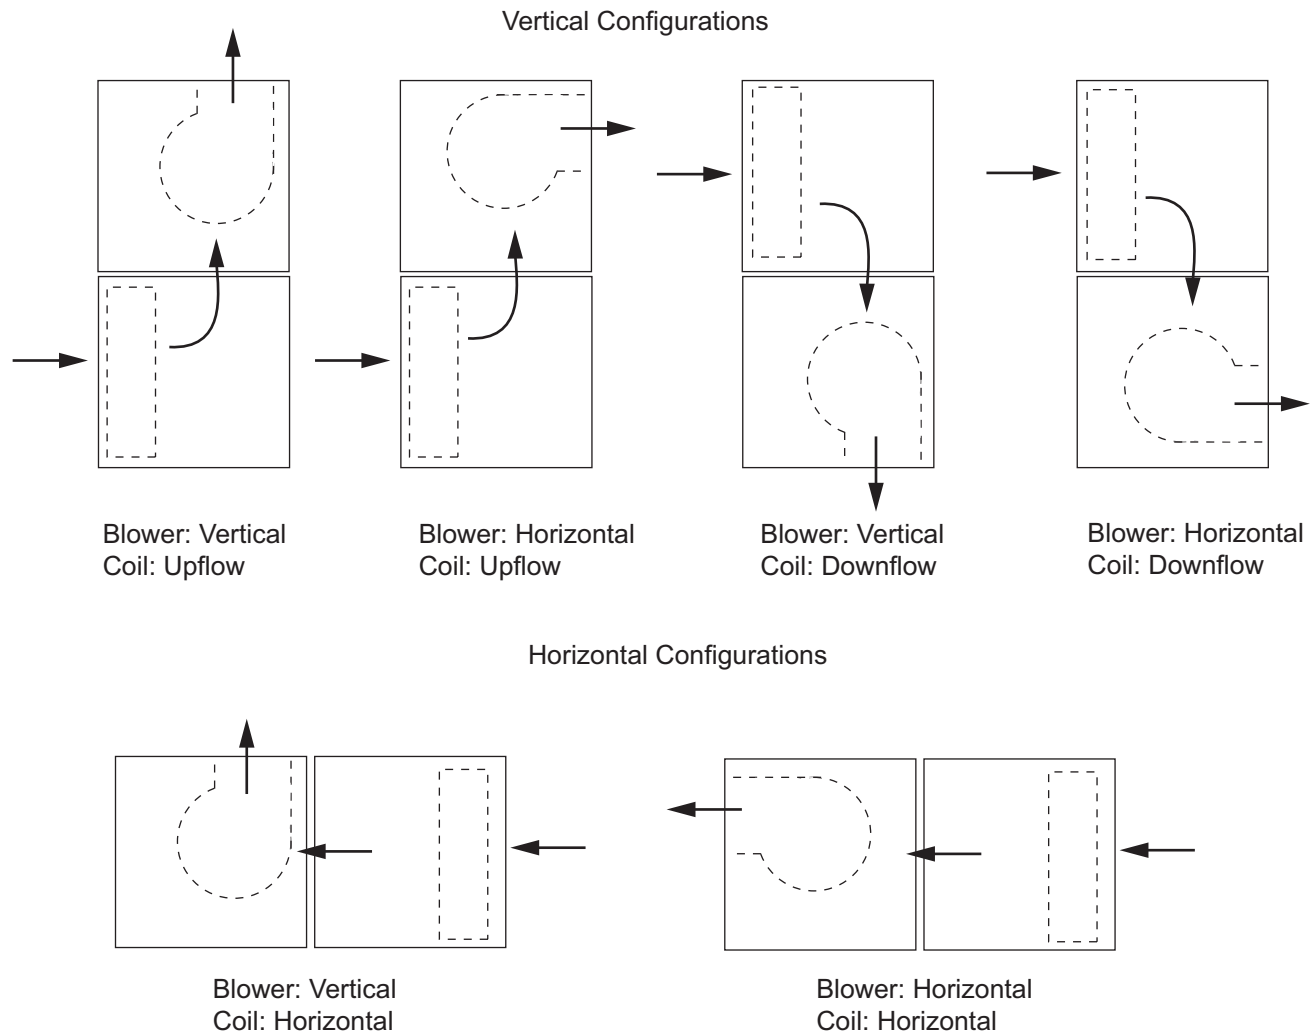 Vertical Configurations
Blower: Vertical
Coil: Upflow
Blower: Horizontal
Coil: Upflow
Blower: Vertical
Coil: Downflow
Blower: Horizontal
Coil: Downflow
Horizontal Configurations
Blower: Vertical
Coil: Horizontal
Blower: Horizontal
Coil: Horizontal